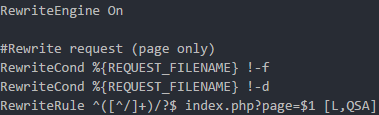 RewriteEngine On
#Rewrite request (page only)
RewriteCond %{REQUEST_FILENAME} !-f
RewriteCond %{REQUEST_FILENAME} !-d
RewriteRule ^([^/]+)/?$ index.php?page=$1 [L,QSA]